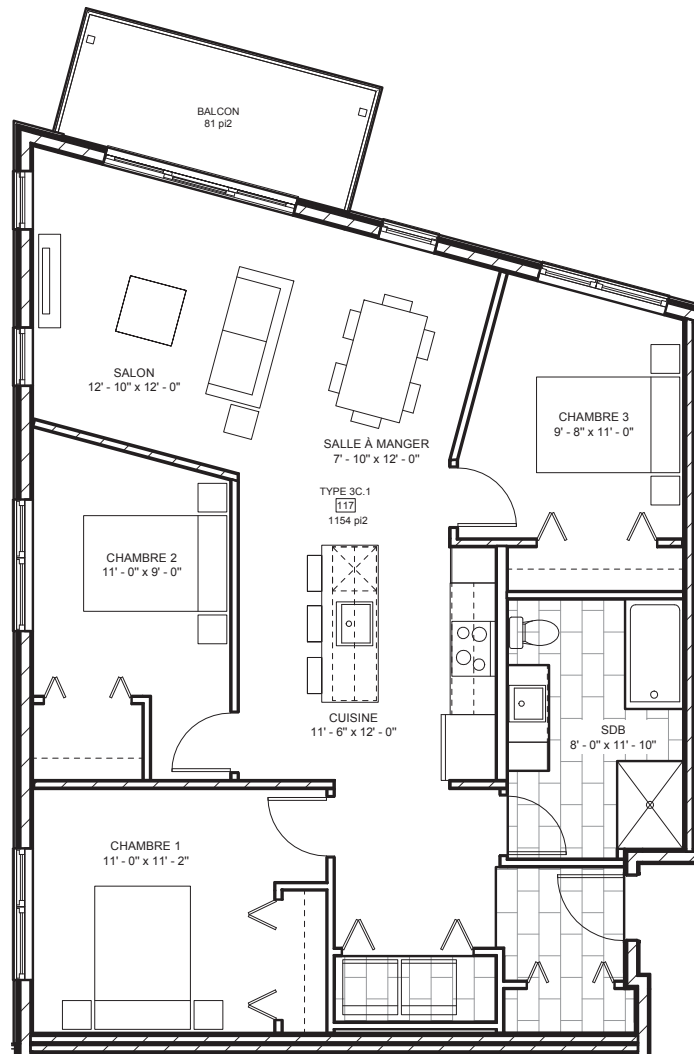 BALCON
81 pi2
SALON
12' - 10" x 12' - 0"
SALLE À MANGER
7' - 10" x 12' - 0"
CHAMBRE 3
9' - 8" x 11' - 0"
TYPE 3C.1
117
1154 pi2
CHAMBRE 2
11' - 0" x 9' - 0"
CUISINE
11' - 6" x 12' - 0"
SDB
8' - 0" x 11' - 10"
CHAMBRE 1
11' - 0" x 11' - 2"